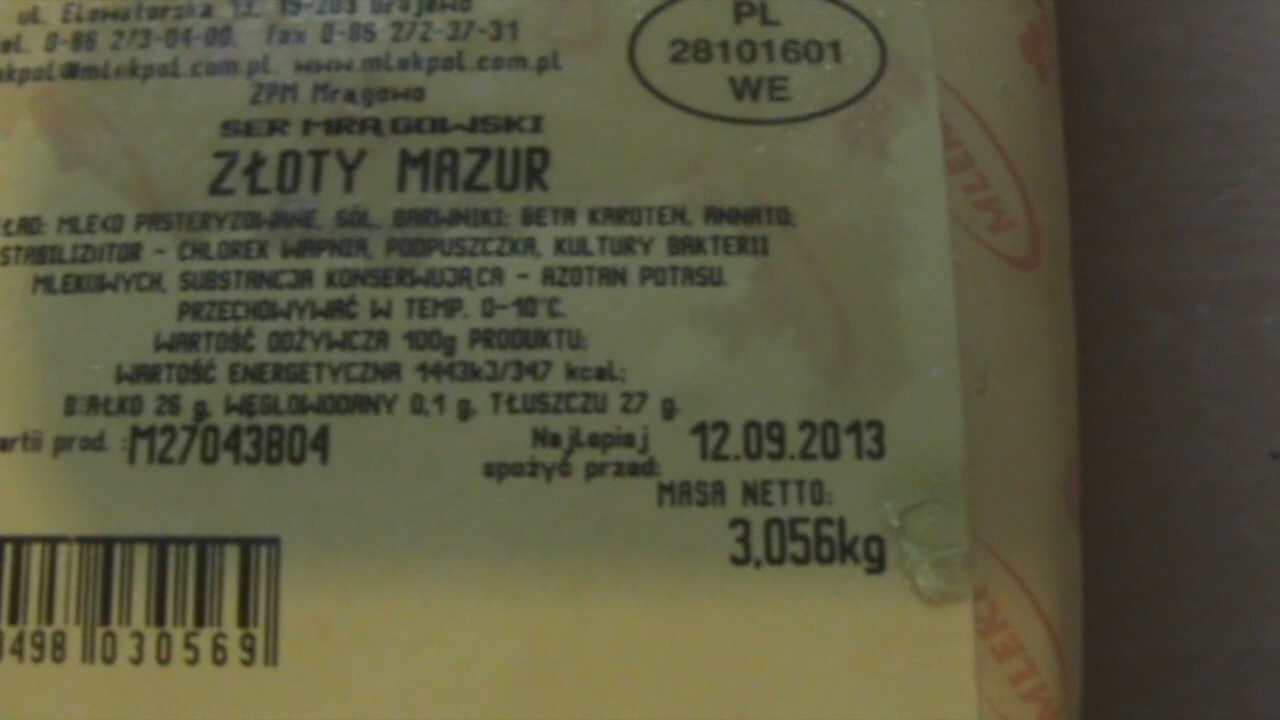 ul. Elewatorska 13, 19-203 Grajewo
tel. 0-86 273-04-00, fax 0-86 272-37-31
mlekpol@mlekpol.com.pl, www.mlekpol.com.pl
ZPM Mrągowo
PL
28101601
WE
SER MRĄGOWSKI
ZŁOTY MAZUR
MLEKO PASTERYZOWANE, SÓL, BARWNIKI: BETA KAROTEN, ANNATO;
STABILIZATOR - CHLOREK WAPNIA, PODPUSZCZKA, KULTURY BAKTERII
MLEKOWYCH, SUBSTANCJA KONSERWUJĄCA - AZOTAN POTASU.
PRZECHOWYWAĆ W TEMP. 0-10°C.
WARTOŚĆ ODŻYWCZA 100g PRODUKTU:
WARTOŚĆ ENERGETYCZNA 1443kJ/347 kcal;
BIAŁKO 26 g, WĘGLOWODANY 0,1 g, TŁUSZCZU 27 g.
artii prod. :M27043B04
Najlepiej
spożyć przed:
12.09.2013
MASA NETTO:
3,056kg
0498 030569
MLEK
MLEK